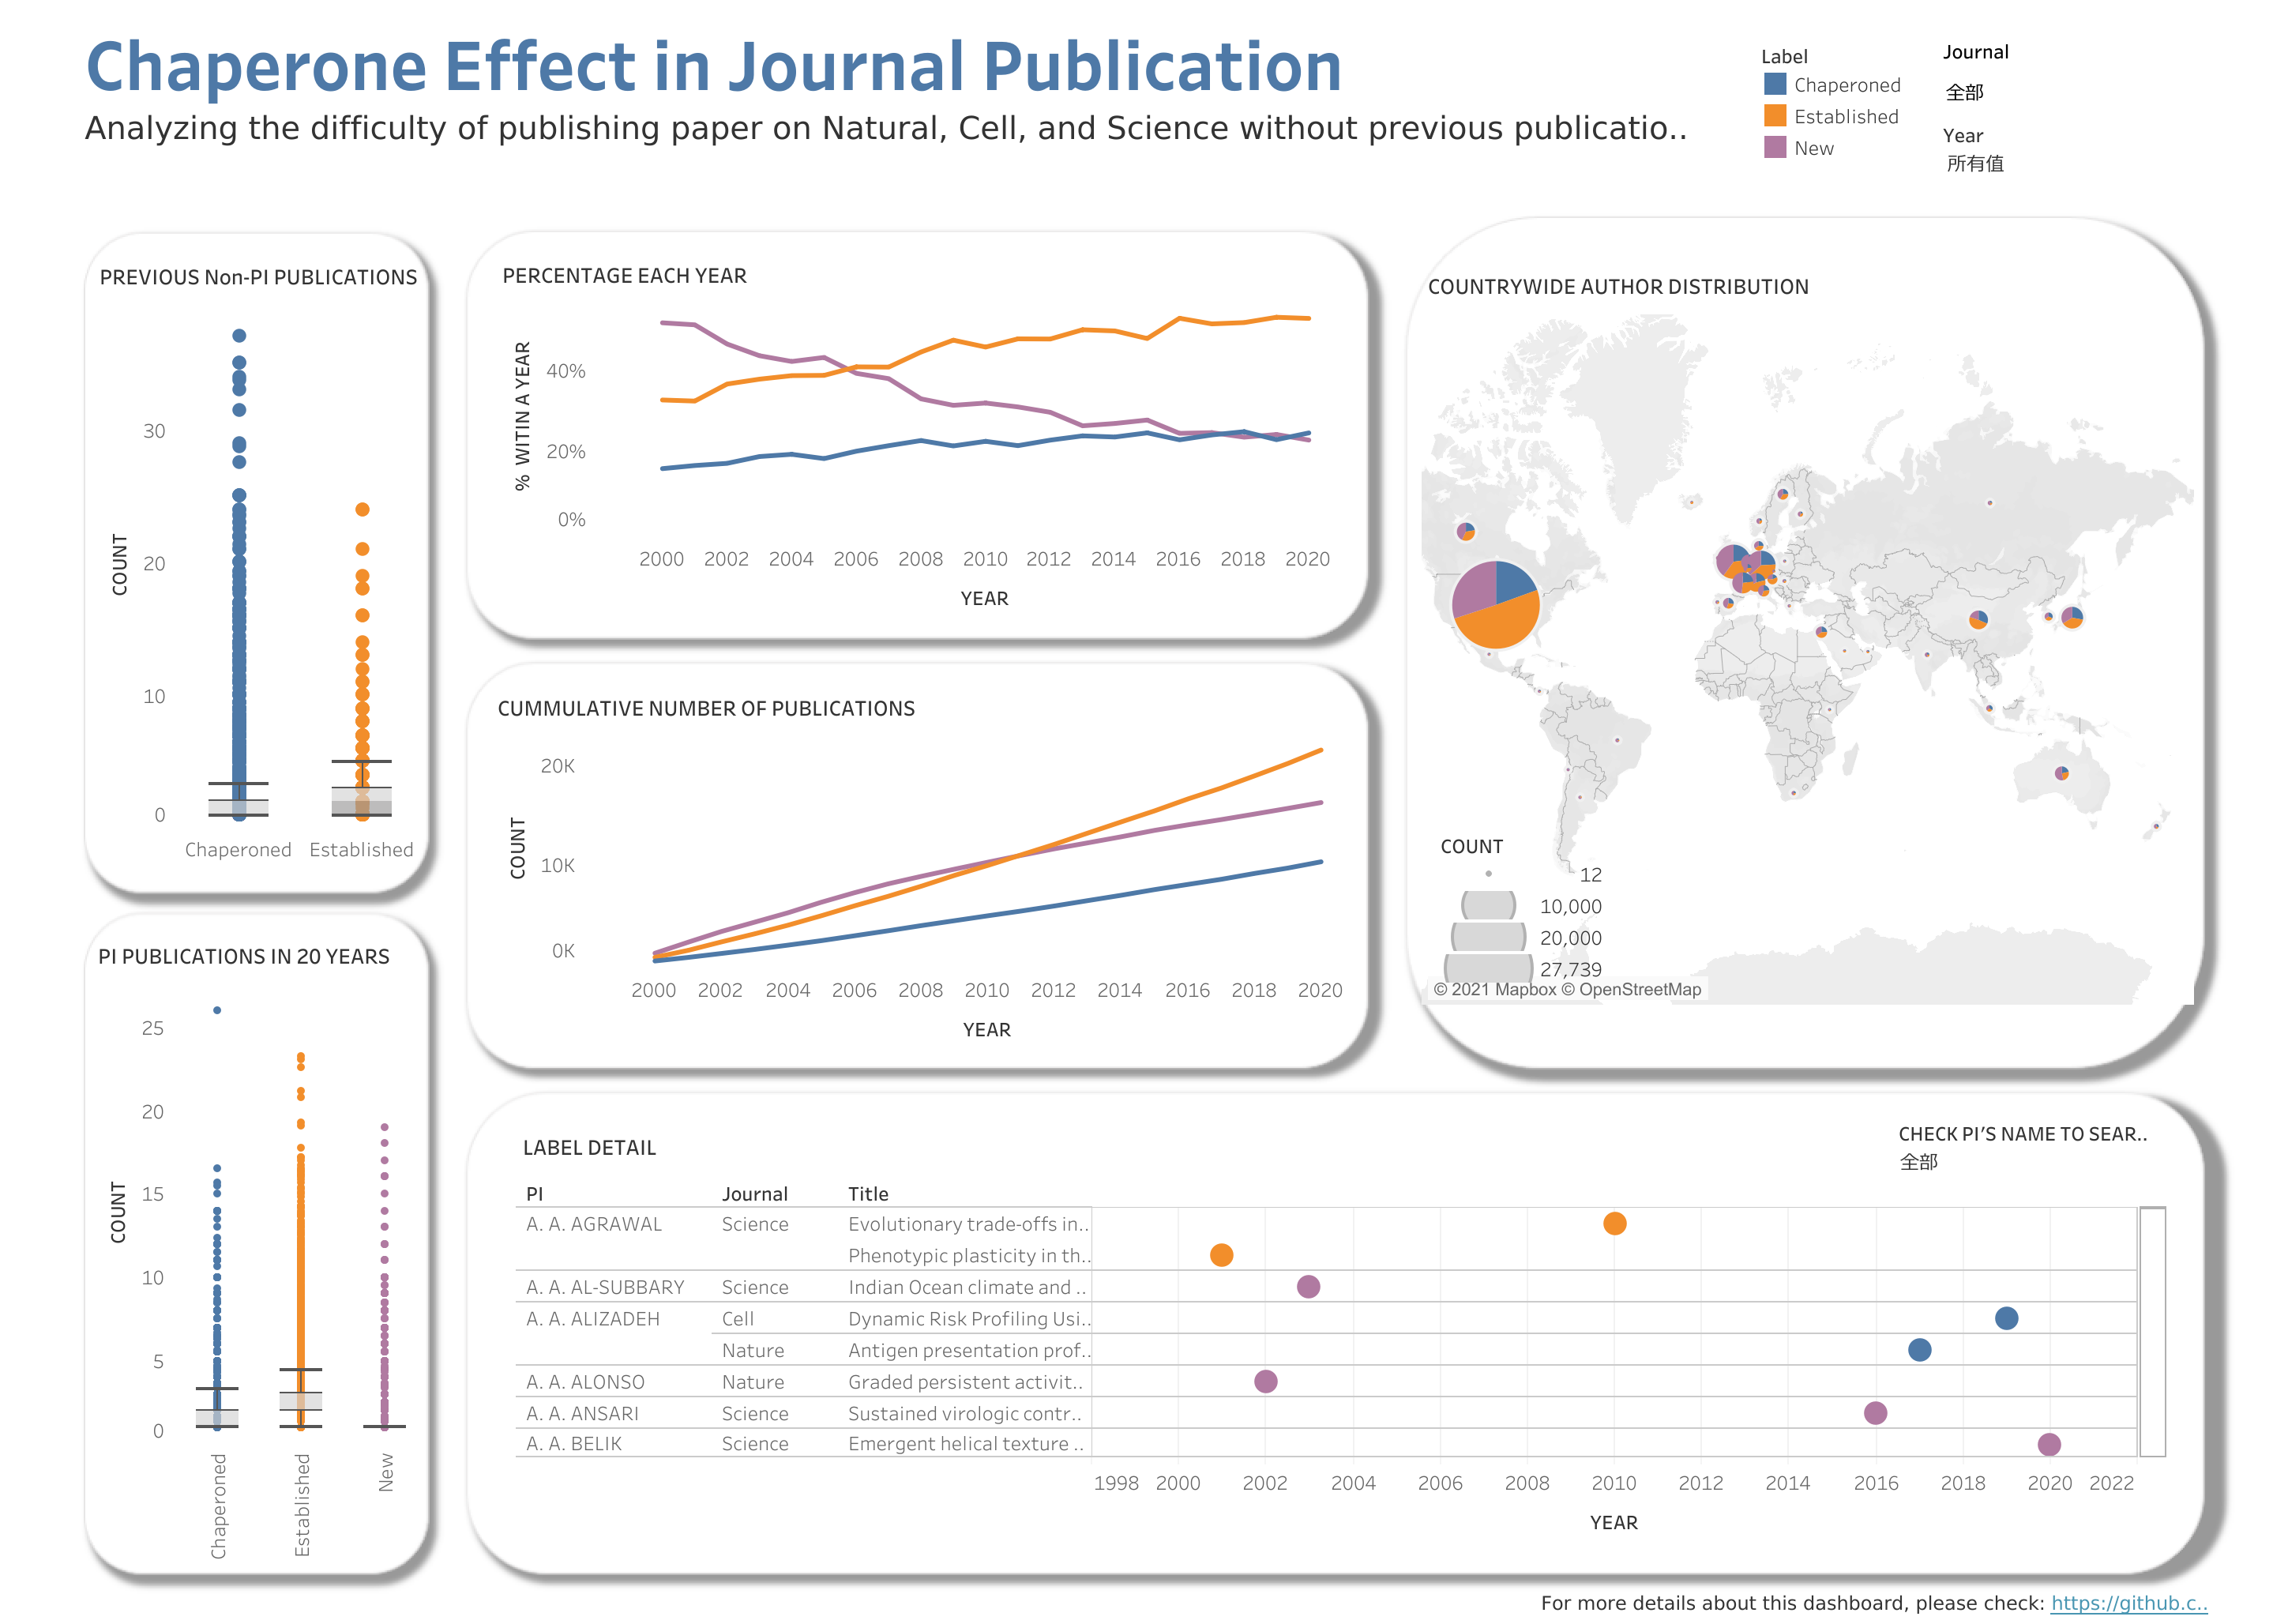 Chaperone Effect in Journal Publication
Analyzing the difficulty of publishing paper on Natural, Cell, and Science without previous publicatio..
Label
Chaperoned
Established
New
Journal
全部
Year
所有值
PREVIOUS Non-PI PUBLICATIONS
COUNT
30
20
10
0
Chaperoned Established
PERCENTAGE EACH YEAR
% WITIN A YEAR
40%
20%
0%
2000 2002 2004 2006 2008 2010 2012 2014 2016 2018 2020
YEAR
CUMMULATIVE NUMBER OF PUBLICATIONS
COUNT
20K
10K
0K
2000 2002 2004 2006 2008 2010 2012 2014 2016 2018 2020
YEAR
COUNTRYWIDE AUTHOR DISTRIBUTION
COUNT
12
10,000
20,000
27,739
© 2021 Mapbox © OpenStreetMap
PI PUBLICATIONS IN 20 YEARS
COUNT
25
20
15
10
5
0
Chaperoned
Established
New
LABEL DETAIL
CHECK PI'S NAME TO SEAR..
全部
PI Journal Title
A. A. AGRAWAL Science Evolutionary trade-offs in..
Phenotypic plasticity in th..
A. A. AL-SUBBARY Science Indian Ocean climate and ..
A. A. ALIZADEH Cell Dynamic Risk Profiling Usi..
Nature Antigen presentation prof..
A. A. ALONSO Nature Graded persistent activit..
A. A. ANSARI Science Sustained virologic contr..
A. A. BELIK Science Emergent helical texture ..
1998 2000 2002 2004 2006 2008 2010 2012 2014 2016 2018 2020 2022
YEAR
For more details about this dashboard, please check: https://github.c..